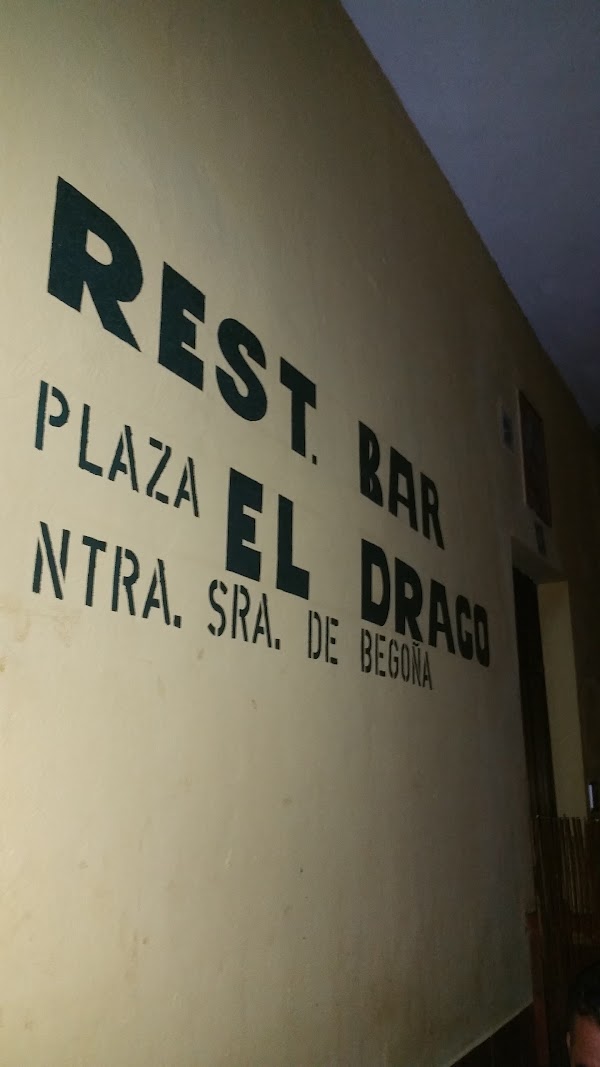 REST. BAR
EL DRAGO
PLAZA
NTRA. SRA. DE BEGOÑA